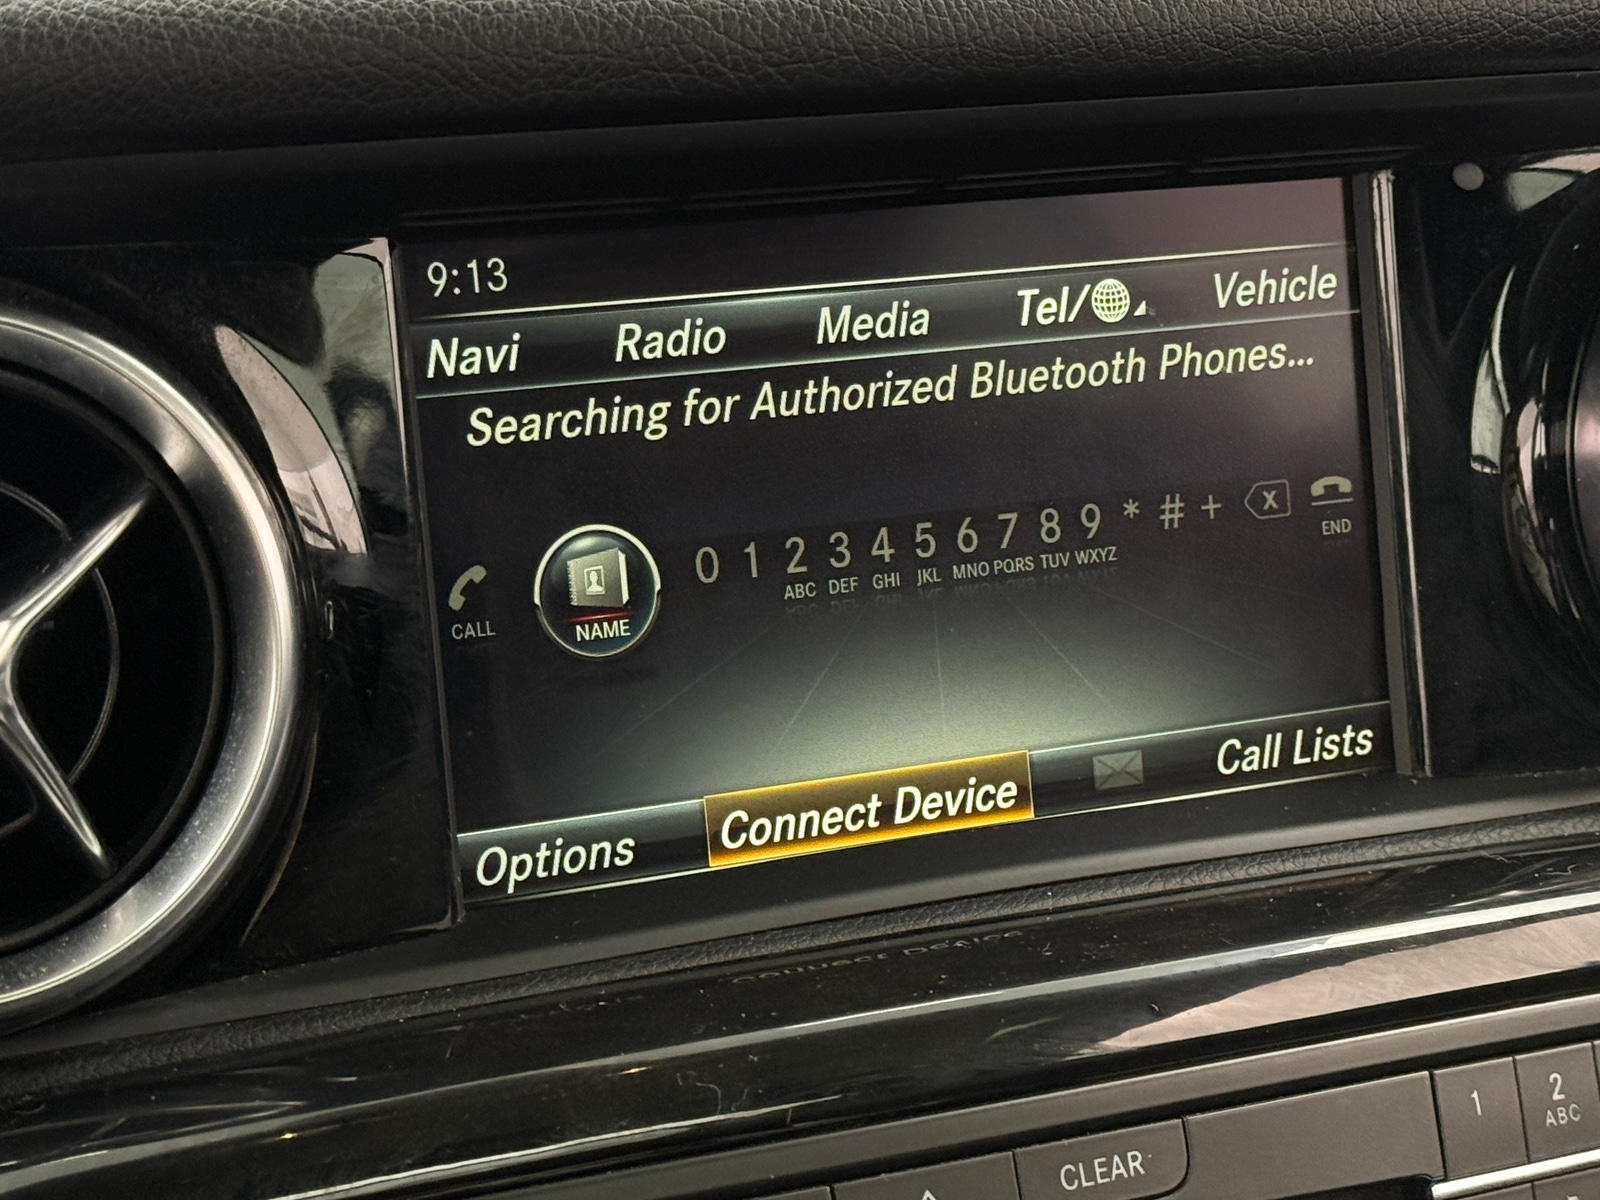 9:13
Navi Radio Media Tel/ Vehicle
Searching for Authorized Bluetooth Phones...
0 1 2 3 4 5 6 7 8 9 * # + X
ABC DEF GHI JKL MNO PQRS TUV WXYZ
CALL NAME END
Options Connect Device Call Lists
1 2
ABC
CLEAR